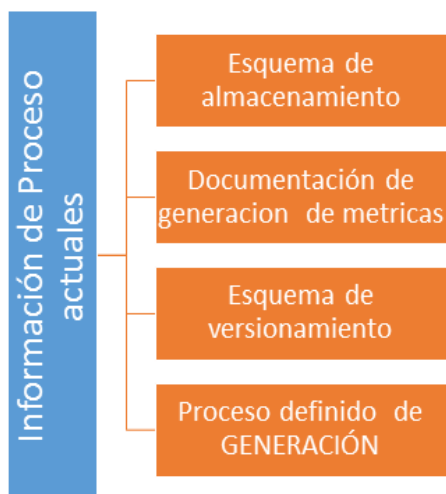 Información de Proceso
actuales
Esquema de
almacenamiento
Documentación de
generacion de metricas
Esquema de
versionamiento
Proceso definido de
GENERACIÓN